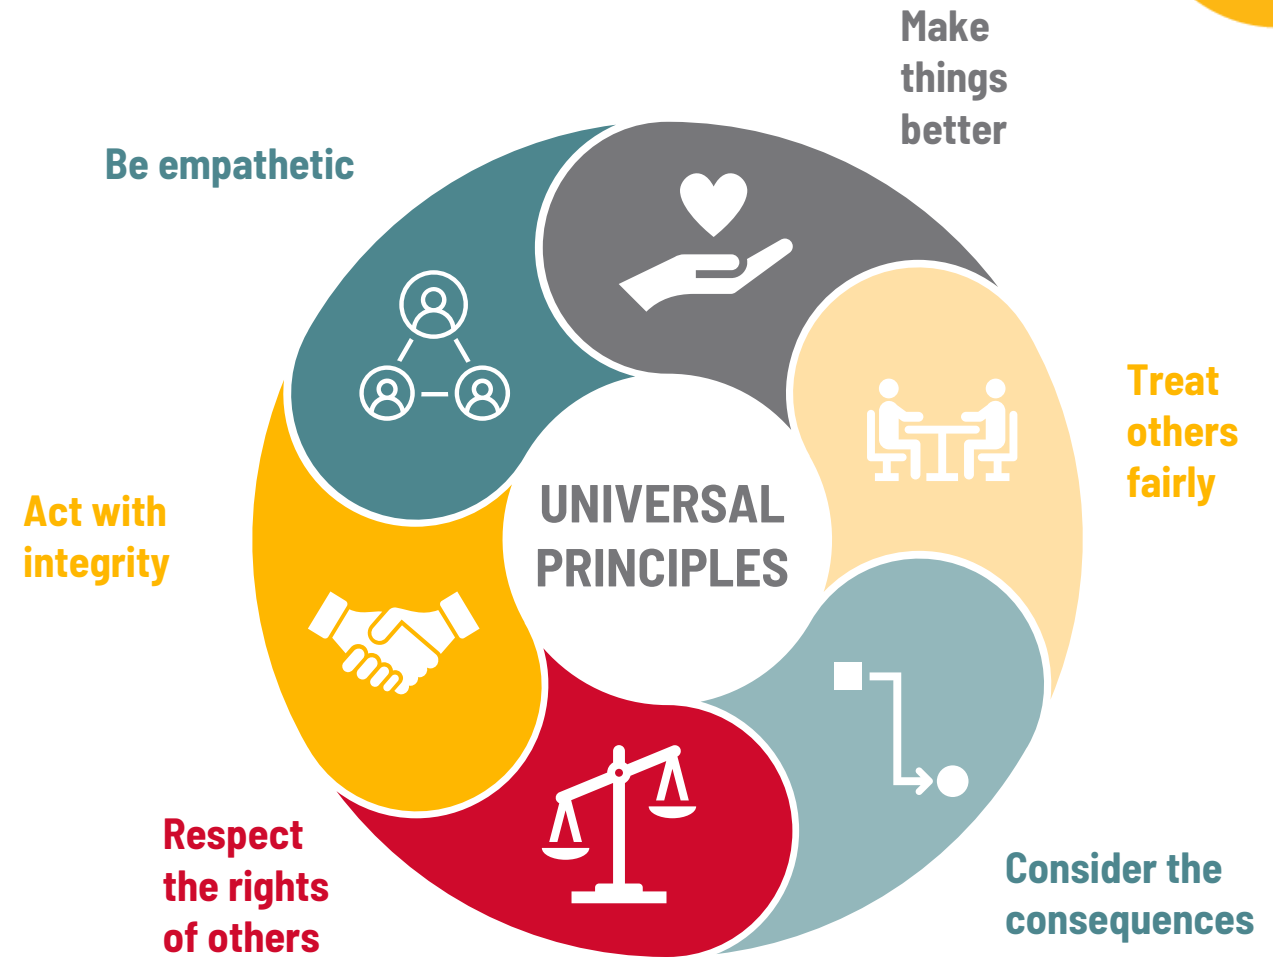 Make
things
better
Be empathetic
Treat
others
fairly
Act with
integrity
UNIVERSAL
PRINCIPLES
Respect
the rights
of others
Consider the
consequences